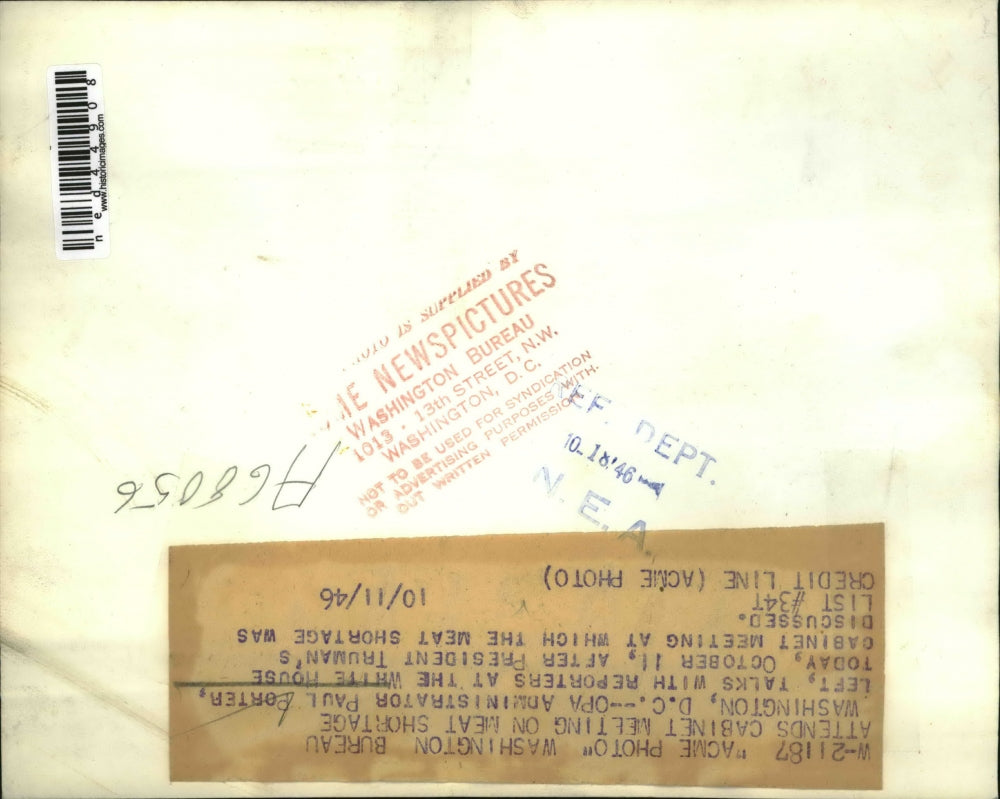 ned44908
www.historicimages.com
IS SUPPLIED BY
NEWSPICTURES
WASHINGTON BUREAU
1013 - 13th STREET, N.W.
WASHINGTON, D. C.
NOT TO BE USED FOR SYNDICATION
OR ADVERTISING PURPOSES WITH-
OUT WRITTEN PERMISSION
DEPT.
10-18'46
N. E. A.
A68056
W-21187 "ACME PHOTO" WASHINGTON BUREAU
ATTENDS CABINET MEETING ON MEAT SHORTAGE
WASHINGTON, D.C.--OPA ADMINISTRATOR PAUL PORTER,
LEFT, TALKS WITH REPORTERS AT THE WHITE HOUSE
TODAY, OCTOBER 11, AFTER PRESIDENT TRUMAN'S
CABINET MEETING AT WHICH THE MEAT SHORTAGE WAS
DISCUSSED.
LIST #34T
CREDIT LINE (ACME PHOTO) 10/11/46